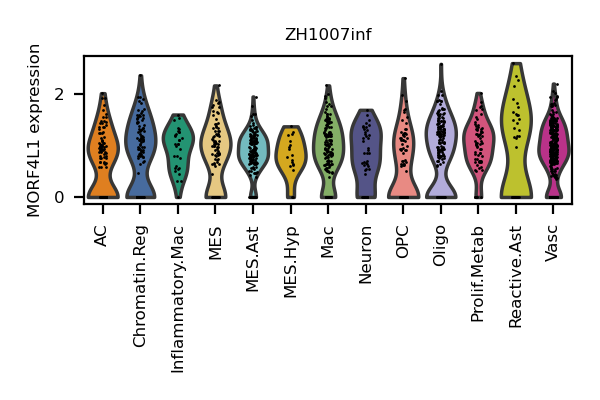 ZH1007inf
MORF4L1 expression
2
0
AC
Chromatin.Reg
Inflammatory.Mac
MES
MES.Ast
MES.Hyp
Mac
Neuron
OPC
Oligo
Prolif.Metab
Reactive.Ast
Vasc